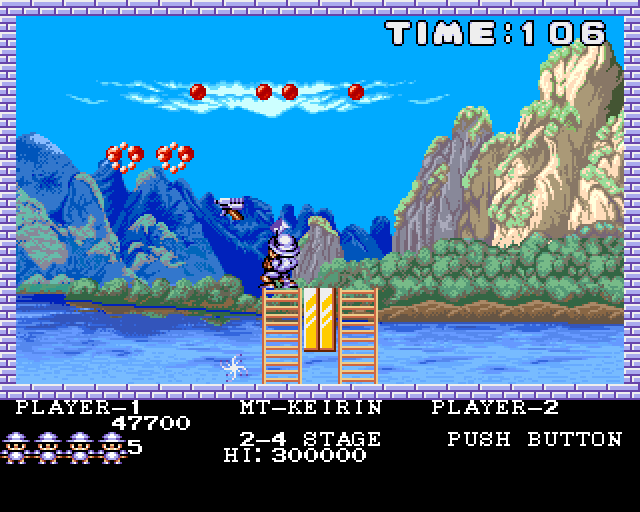 TIME:106
PLAYER-1 MT-KEIRIN PLAYER-2
47700
5 2-4 STAGE PUSH BUTTON
HI: 300000